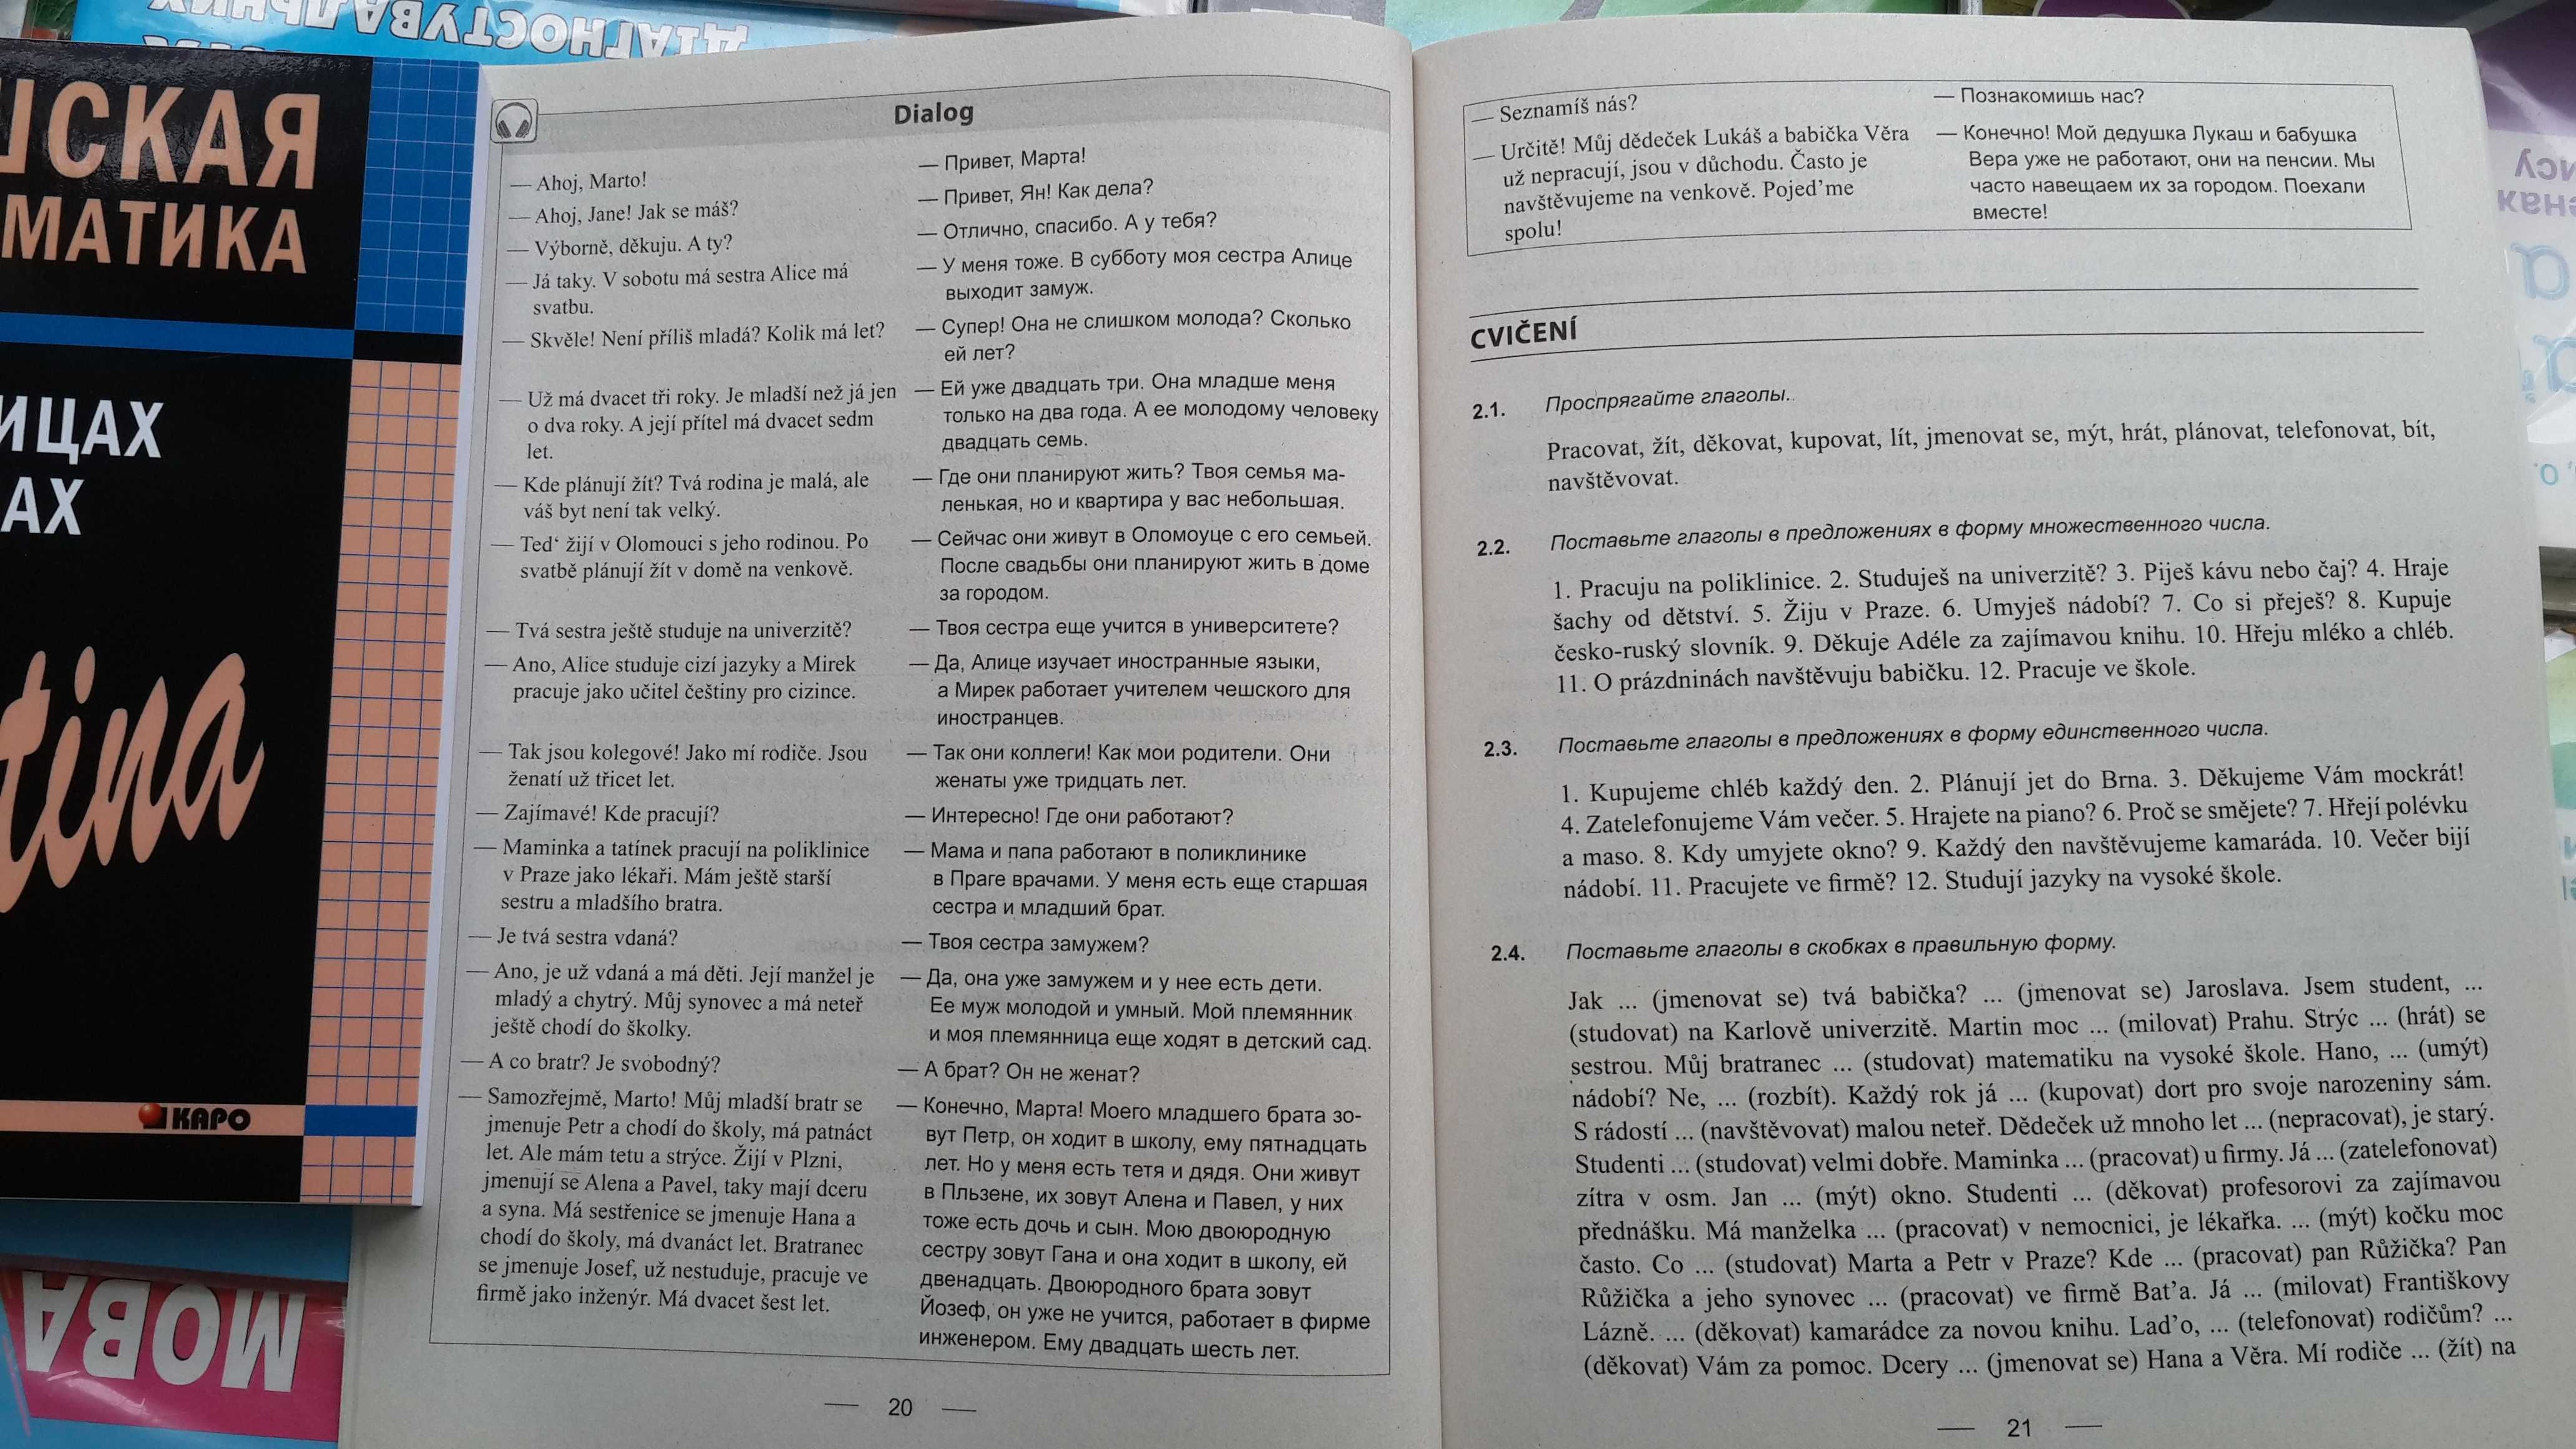 ДІАГНОСТУВАЛЬНИХ
ШСКАЯ
МАТИКА
ИЦАХ
АХ
tina
КАРО
МОВА
Dialog
— Ahoj, Marto!
— Ahoj, Jane! Jak se máš?
— Výborně, děkuju. A ty?
— Já taky. V sobotu má sestra Alice má
svatbu.
— Skvěle! Není příliš mladá? Kolik má let?
— Už má dvacet tři roky. Je mladší než já jen
o dva roky. A její přítel má dvacet sedm
let.
— Kde plánují žít? Tvá rodina je malá, ale
váš byt není tak velký.
— Ted‘ žijí v Olomouci s jeho rodinou. Po
svatbě plánují žít v domě na venkově.
— Tvá sestra ještě studuje na univerzitě?
— Ano, Alice studuje cizí jazyky a Mirek
pracuje jako učitel češtiny pro cizince.
— Tak jsou kolegové! Jako mí rodiče. Jsou
ženatí už třicet let.
— Zajímavé! Kde pracují?
— Maminka a tatínek pracují na poliklinice
v Praze jako lékaři. Mám ještě starší
sestru a mladšího bratra.
— Je tvá sestra vdaná?
— Ano, je už vdaná a má děti. Její manžel je
mladý a chytrý. Můj synovec a má neteř
ještě chodí do školky.
— A co bratr? Je svobodný?
— Samozřejmě, Marto! Můj mladší bratr se
jmenuje Petr a chodí do školy, má patnáct
let. Ale mám tetu a strýce. Žijí v Plzni,
jmenují se Alena a Pavel, taky mají dceru
a syna. Má sestřenice se jmenuje Hana a
chodí do školy, má dvanáct let. Bratranec
se jmenuje Josef, už nestuduje, pracuje ve
firmě jako inženýr. Má dvacet šest let.
— Привет, Марта!
— Привет, Ян! Как дела?
— Отлично, спасибо. А у тебя?
— У меня тоже. В субботу моя сестра Алице
выходит замуж.
— Супер! Она не слишком молода? Сколько
ей лет?
— Ей уже двадцать три. Она младше меня
только на два года. А ее молодому человеку
двадцать семь.
— Где они планируют жить? Твоя семья ма-
ленькая, но и квартира у вас небольшая.
— Сейчас они живут в Оломоуце с его семьей.
После свадьбы они планируют жить в доме
за городом.
— Твоя сестра еще учится в университете?
— Да, Алице изучает иностранные языки,
а Мирек работает учителем чешского для
иностранцев.
— Так они коллеги! Как мои родители. Они
женаты уже тридцать лет.
— Интересно! Где они работают?
— Мама и папа работают в поликлинике
в Праге врачами. У меня есть еще старшая
сестра и младший брат.
— Твоя сестра замужем?
— Да, она уже замужем и у нее есть дети.
Ее муж молодой и умный. Мой племянник
и моя племянница еще ходят в детский сад.
— А брат? Он не женат?
— Конечно, Марта! Моего младшего брата зо-
вут Петр, он ходит в школу, ему пятнадцать
лет. Но у меня есть тетя и дядя. Они живут
в Пльзене, их зовут Алена и Павел, у них
тоже есть дочь и сын. Мою двоюродную
сестру зовут Гана и она ходит в школу, ей
двенадцать. Двоюродного брата зовут
Йозеф, он уже не учится, работает в фирме
инженером. Ему двадцать шесть лет.
— 20 —
— Seznamíš nás?
— Určitě! Můj dědeček Lukáš a babička Věra
už nepracují, jsou v důchodu. Často je
navštěvujeme na venkově. Pojed’me
spolu!
— Познакомишь нас?
— Конечно! Мой дедушка Лукаш и бабушка
Вера уже не работают, они на пенсии. Мы
часто навещаем их за городом. Поехали
вместе!
CVIČENÍ
2.1. Проспрягайте глаголы.
Pracovat, žít, děkovat, kupovat, lít, jmenovat se, mýt, hrát, plánovat, telefonovat, bít,
navštěvovat.
2.2. Поставьте глаголы в предложениях в форму множественного числа.
1. Pracuju na poliklinice. 2. Studuješ na univerzitě? 3. Piješ kávu nebo čaj? 4. Hraje
šachy od dětství. 5. Žiju v Praze. 6. Umyješ nádobí? 7. Co si přeješ? 8. Kupuje
česko-ruský slovník. 9. Děkuje Adéle za zajímavou knihu. 10. Hřeju mléko a chléb.
11. O prázdninách navštěvuju babičku. 12. Pracuje ve škole.
2.3. Поставьте глаголы в предложениях в форму единственного числа.
1. Kupujeme chléb každý den. 2. Plánují jet do Brna. 3. Děkujeme Vám mockrát!
4. Zatelefonujeme Vám večer. 5. Hrajete na piano? 6. Proč se smějete? 7. Hřejí polévku
a maso. 8. Kdy umyjete okno? 9. Každý den navštěvujeme kamaráda. 10. Večer bijí
nádobí. 11. Pracujete ve firmě? 12. Studují jazyky na vysoké škole.
2.4. Поставьте глаголы в скобках в правильную форму.
Jak ... (jmenovat se) tvá babička? ... (jmenovat se) Jaroslava. Jsem student, ...
(studovat) na Karlově univerzitě. Martin moc ... (milovat) Prahu. Strýc ... (hrát) se
sestrou. Můj bratranec ... (studovat) matematiku na vysoké škole. Hano, ... (umýt)
nádobí? Ne, ... (rozbít). Každý rok já ... (kupovat) dort pro svoje narozeniny sám.
S rádostí ... (navštěvovat) malou neteř. Dědeček už mnoho let ... (nepracovat), je starý.
Studenti ... (studovat) velmi dobře. Maminka ... (pracovat) u firmy. Já ... (zatelefonovat)
zítra v osm. Jan ... (mýt) okno. Studenti ... (děkovat) profesorovi za zajímavou
přednášku. Má manželka ... (pracovat) v nemocnici, je lékařka. ... (mýt) kočku moc
často. Co ... (studovat) Marta a Petr v Praze? Kde ... (pracovat) pan Růžička? Pan
Růžička a jeho synovec ... (pracovat) ve firmě Bat’a. Já ... (milovat) Františkovy
Lázně. ... (děkovat) kamarádce za novou knihu. Lad’o, ... (telefonovat) rodičům? ...
(děkovat) Vám za pomoc. Dcery ... (jmenovat se) Hana a Věra. Mí rodiče ... (žít) na
— 21 —